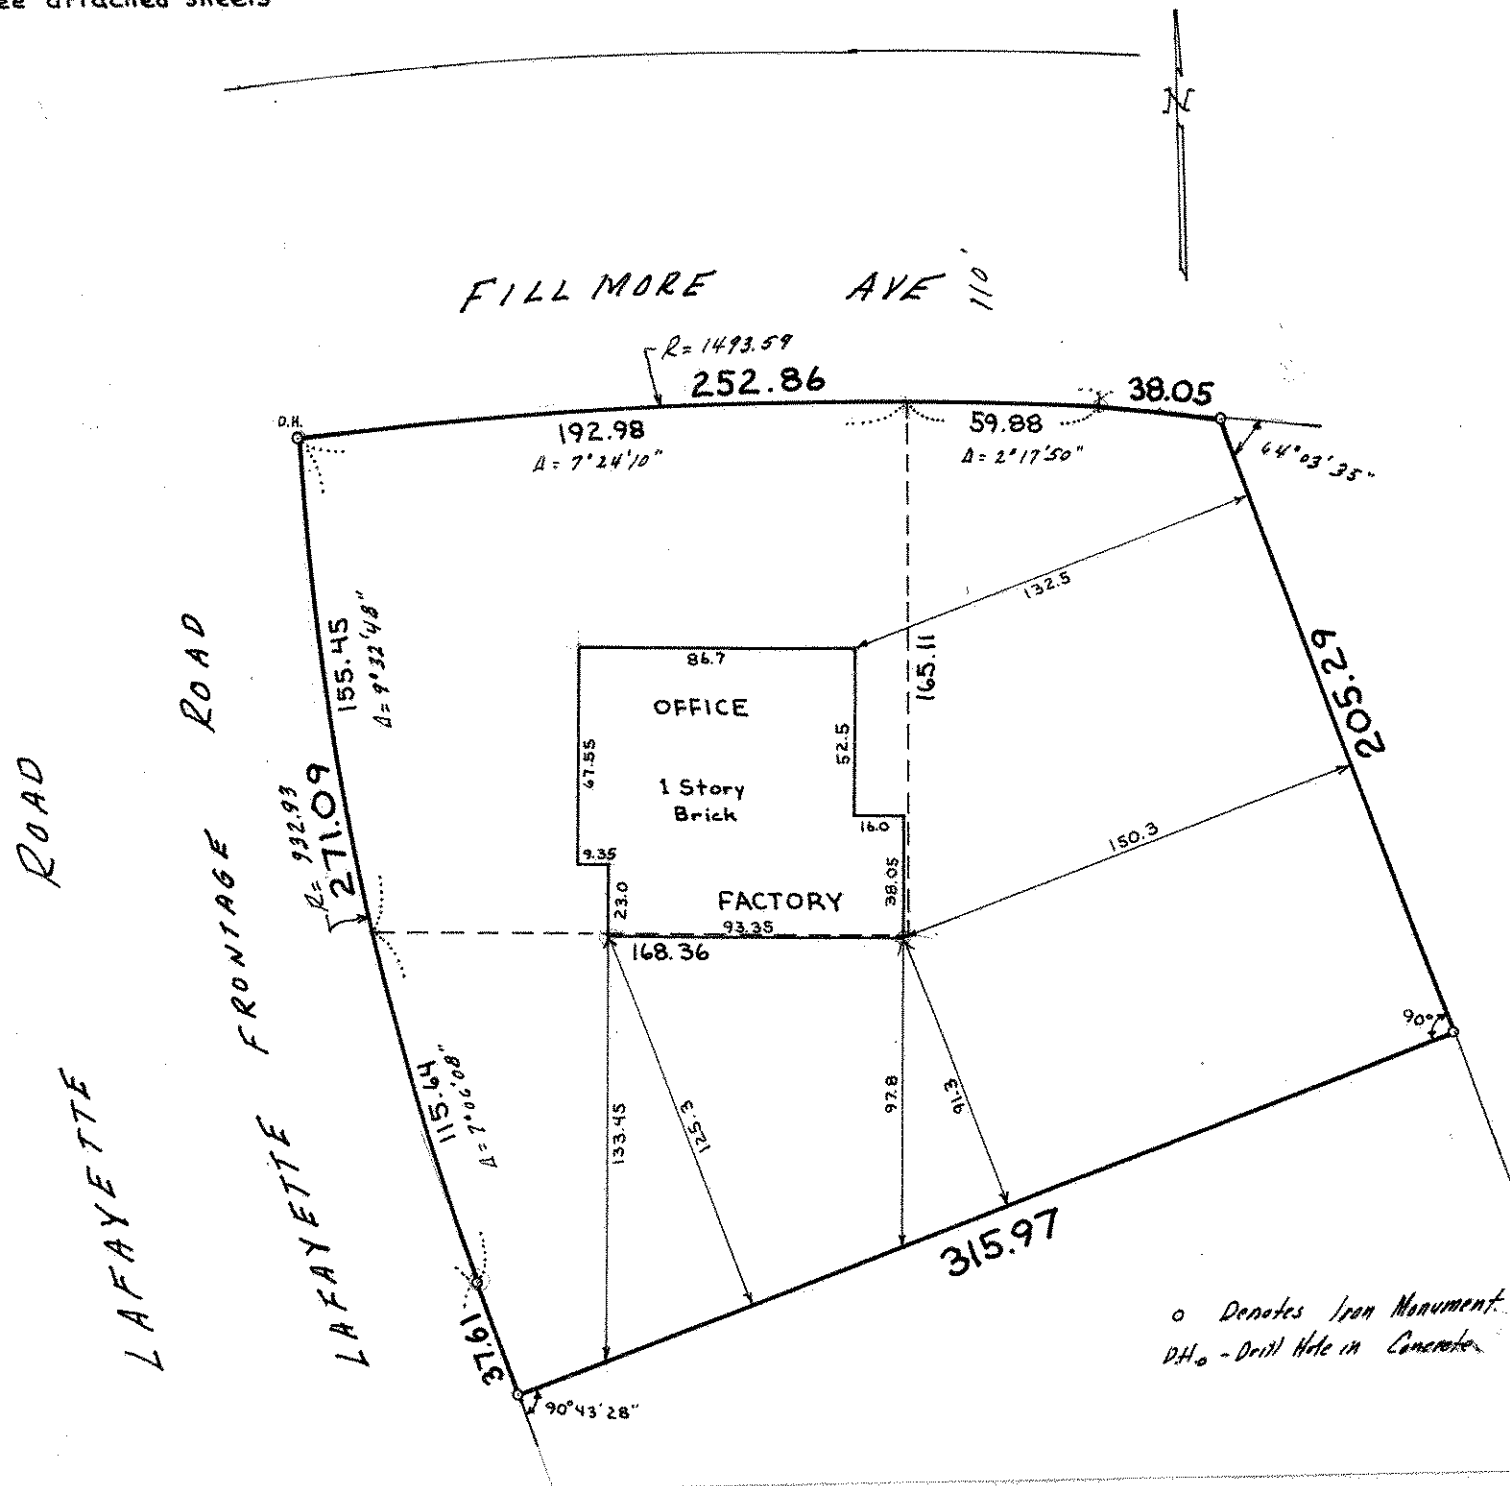 attached sheets
N
FILLMORE AVE 110'
R= 1493.59
252.86
38.05
D.H.
192.98
Δ= 7°24'10"
59.88
Δ= 2°17'50"
64°03'35"
132.5
155.45
Δ= 9°32'48"
86.7
165.11
205.29
OFFICE
67.55
52.5
1 Story
Brick
16.0
R= 932.93
271.09
9.35
23.0
FACTORY
38.05
150.3
93.35
168.36
90°
115.64
Δ= 7°06'08"
133.45
125.3
97.8
91.3
315.97
37.61
90°43'28"
LAFAYETTE ROAD
LAFAYETTE FRONTAGE ROAD
o Denotes Iron Monument.
D.H.o - Drill Hole in Concrete